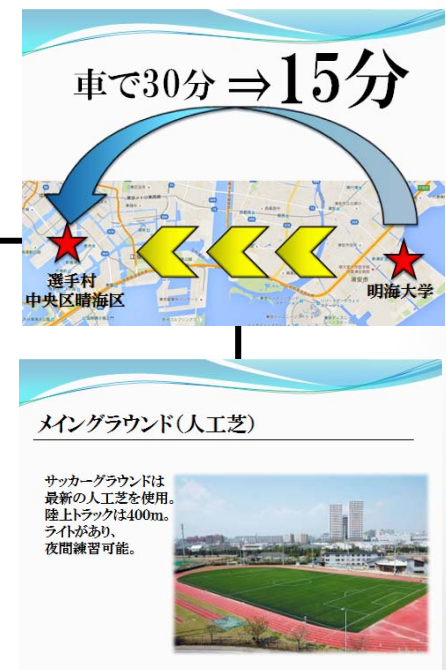 車で30分⇒15分
選手村
中央区晴海区
明海大学
メイングラウンド(人工芝)
サッカーグラウンドは
最新の人工芝を使用。
陸上トラックは400m。
ライトがあり、
夜間練習可能。